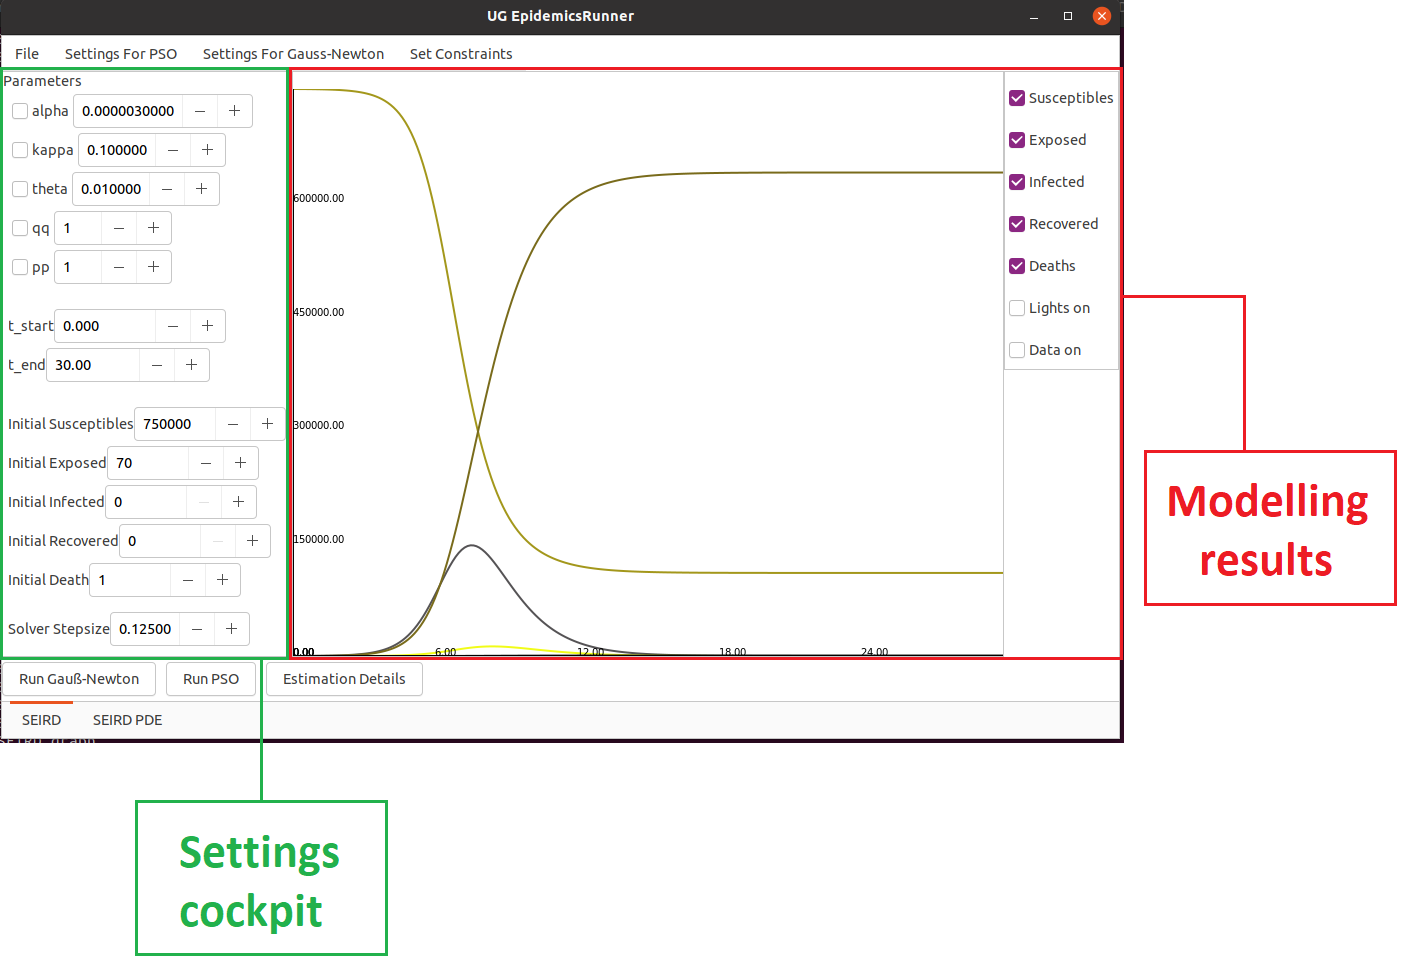 UG EpidemicsRunner
File Settings For PSO Settings For Gauss-Newton Set Constraints
Parameters
alpha 0.0000030000
kappa 0.100000
theta 0.010000
qq 1
pp 1
t_start 0.000
t_end 30.00
Initial Susceptibles 750000
Initial Exposed 70
Initial Infected 0
Initial Recovered 0
Initial Death 1
Solver Stepsize 0.12500
600000.00
450000.00
300000.00
150000.00
0.00 6.00 12.00 18.00 24.00
Susceptibles
Exposed
Infected
Recovered
Deaths
Lights on
Data on
Run Gauß-Newton Run PSO Estimation Details
SEIRD SEIRD PDE
Modelling
results
Settings
cockpit